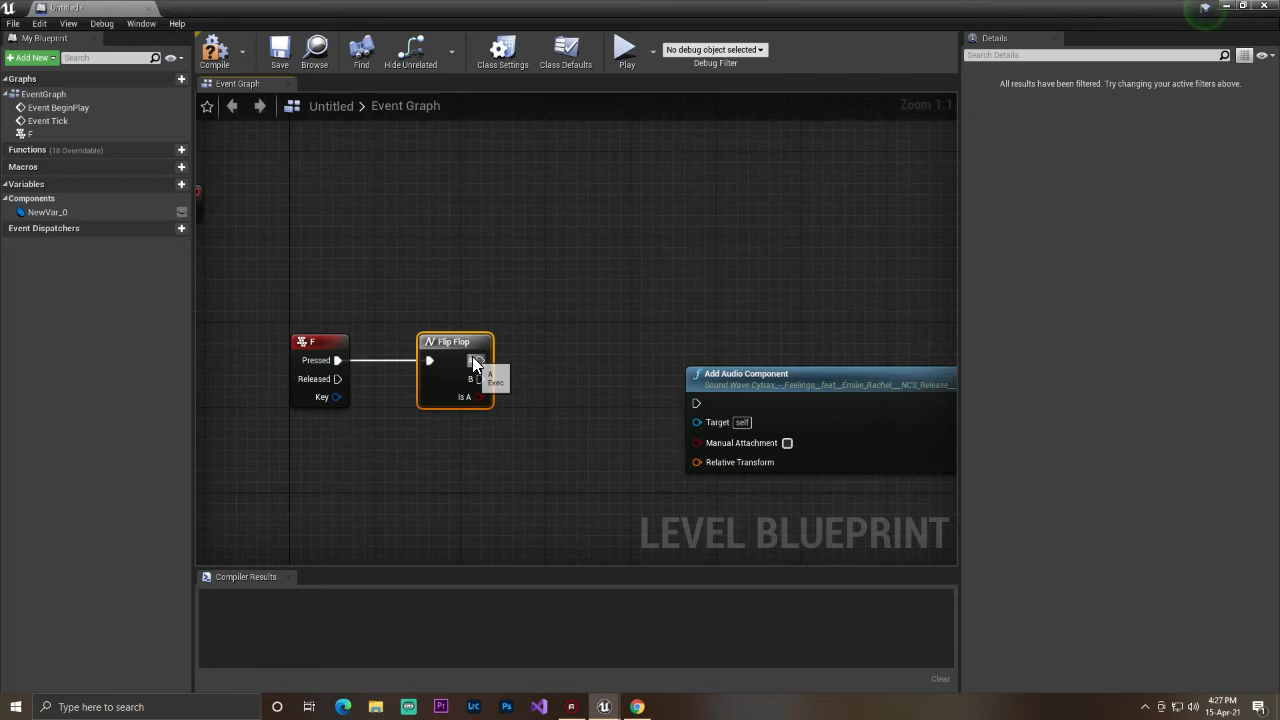 Untitled*
File Edit View Debug Window Help
My Blueprint
Details
Add New
Search
Compile
Save
Browse
Find
Hide Unrelated
Class Settings
Class Defaults
Play
No debug object selected
Debug Filter
Search Details
All results have been filtered. Try changing your active filters above.
Graphs
EventGraph
Event BeginPlay
Event Tick
F
Functions (18 Overridable)
Macros
Variables
Components
NewVar_0
Event Dispatchers
Event Graph
Untitled > Event Graph
Zoom 1:1
F
Pressed
Released
Key
Flip Flop
B
Is A
A
Exec
Add Audio Component
Sound Wave Cytrax_-_Feelings__feat__Emilie_Rachel__NCS_Release_
Target self
Manual Attachment
Relative Transform
LEVEL BLUEPRINT
Compiler Results
Clear
Type here to search
Pr
Lrc
Ps
4:27 PM
15-Apr-21